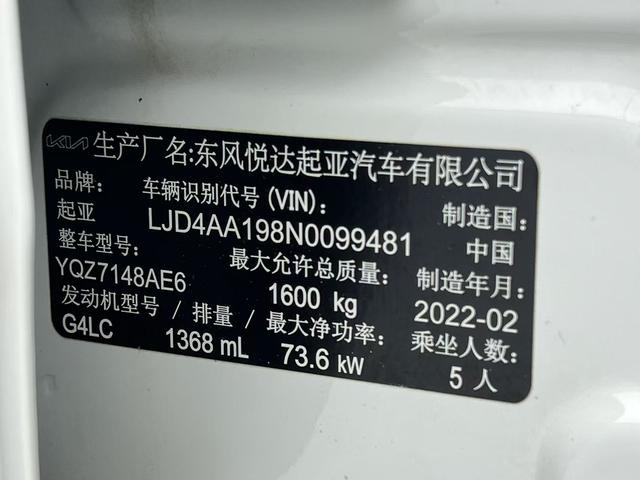 KIA 生产厂名:东风悦达起亚汽车有限公司
品牌: 车辆识别代号(VIN): 制造国:
起亚 LJD4AA198N0099481 中国
整车型号: 最大允许总质量: 制造年月:
YQZ7148AE6 1600 kg 2022-02
发动机型号 / 排量 / 最大净功率: 乘坐人数:
G4LC 1368 mL 73.6 kW 5 人